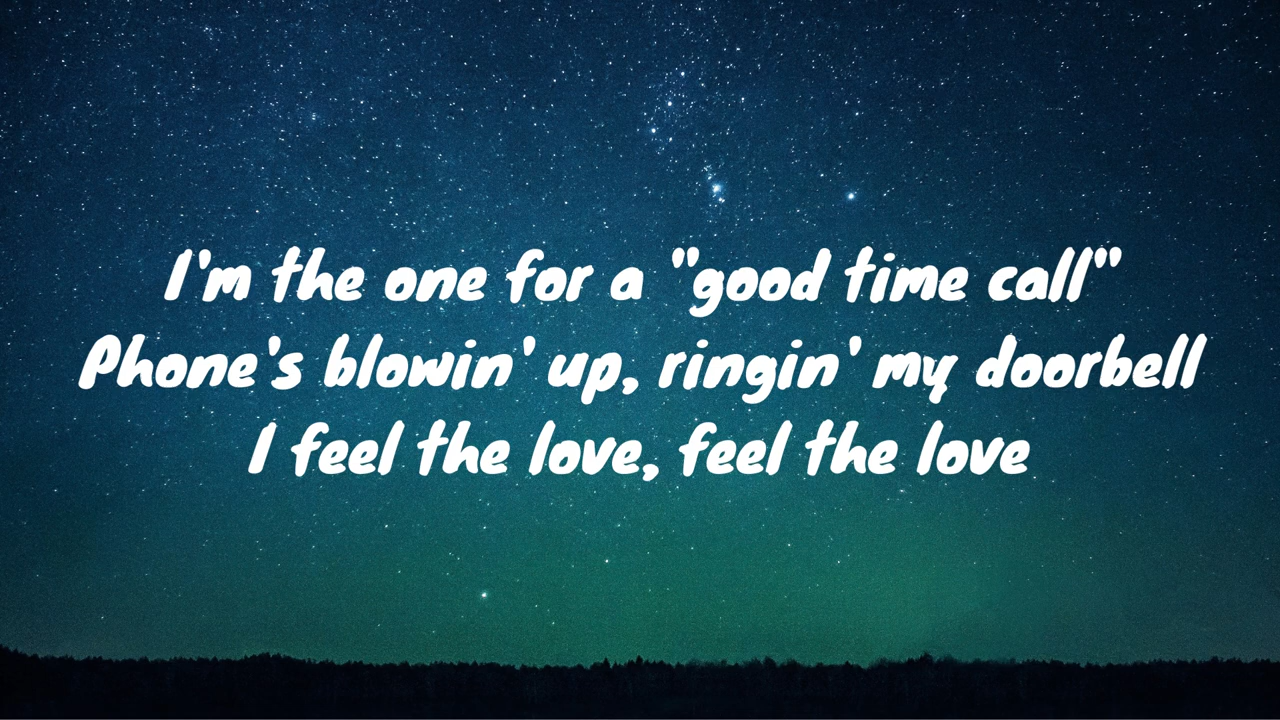 I'm the one for a "good time call"
Phone's blowin' up, ringin' my doorbell
I feel the love, feel the love